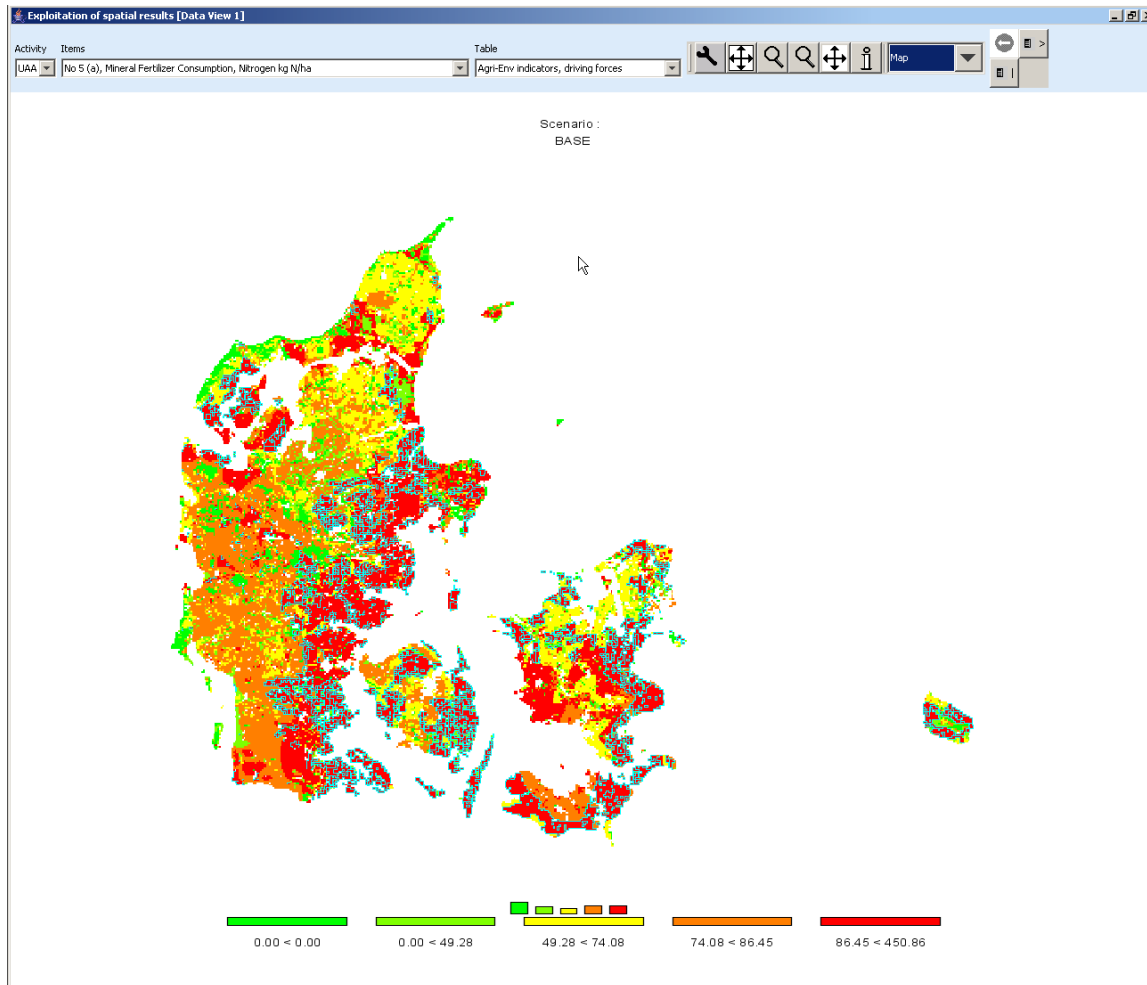 Exploitation of spatial results [Data View 1]
Activity Items Table
UAA No 5 (a), Mineral Fertilizer Consumption, Nitrogen kg N/ha Agri-Env indicators, driving forces Map
Scenario :
BASE
0.00 < 0.00 0.00 < 49.28 49.28 < 74.08 74.08 < 86.45 86.45 < 450.86